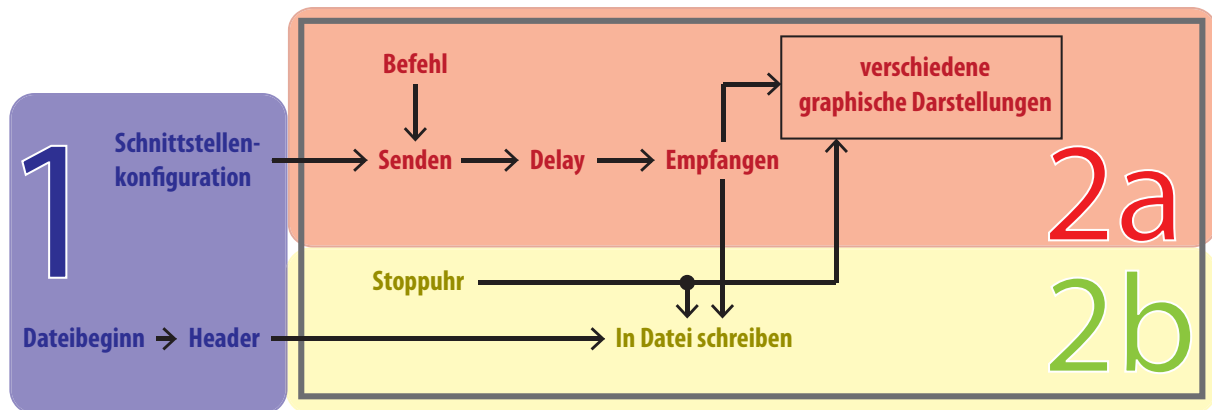 Befehl
verschiedene
graphische Darstellungen
1
Schnittstellen-
konfiguration
Senden
Delay
Empfangen
2a
Stoppuhr
2b
Dateibeginn
Header
In Datei schreiben